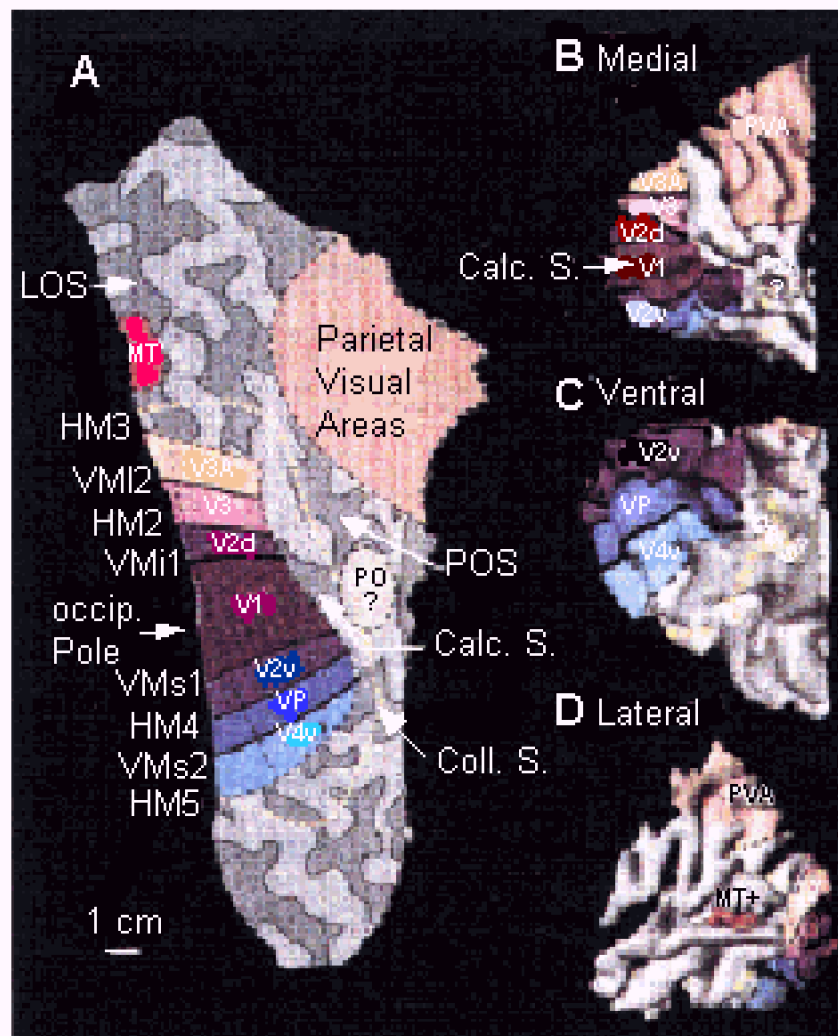 A
LOS
MT
Parietal
Visual
Areas
HM3
V3A
VMl2
V3
HM2
V2d
VMi1
POS
PO
?
V1
occip.
Pole
Calc. S.
V2v
VMs1
VP
HM4
V4v
VMs2
Coll. S.
HM5
1 cm
B Medial
PVA
V3A
V3
V2d
Calc. S.
V1
?
V2v
C Ventral
V2v
VP
V4v
D Lateral
PVA
MT+